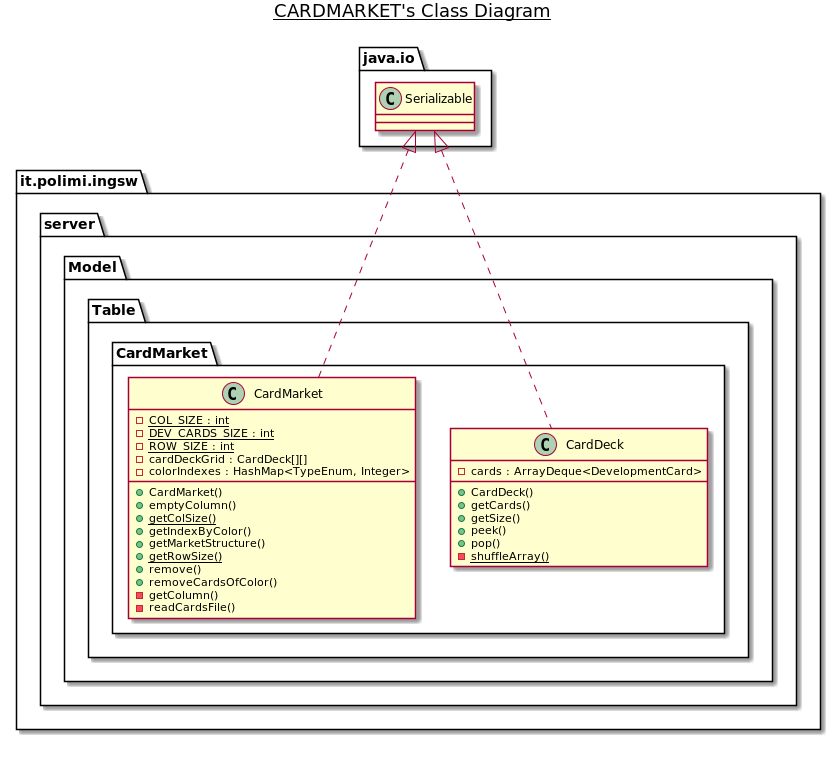 CARDMARKET's Class Diagram
java.io
C Serializable
it.polimi.ingsw
server
Model
Table
CardMarket
C CardMarket
COL_SIZE : int
DEV_CARDS_SIZE : int
ROW_SIZE : int
cardDeckGrid : CardDeck[][]
colorIndexes : HashMap<TypeEnum, Integer>
CardMarket()
emptyColumn()
getColSize()
getIndexByColor()
getMarketStructure()
getRowSize()
remove()
removeCardsOfColor()
getColumn()
readCardsFile()
C CardDeck
cards : ArrayDeque<DevelopmentCard>
CardDeck()
getCards()
getSize()
peek()
pop()
shuffleArray()